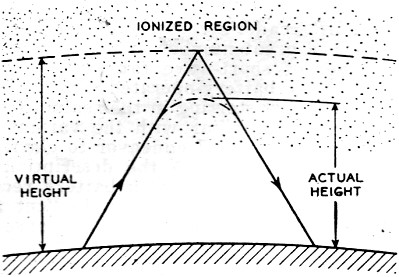 IONIZED REGION
VIRTUAL
HEIGHT
ACTUAL
HEIGHT